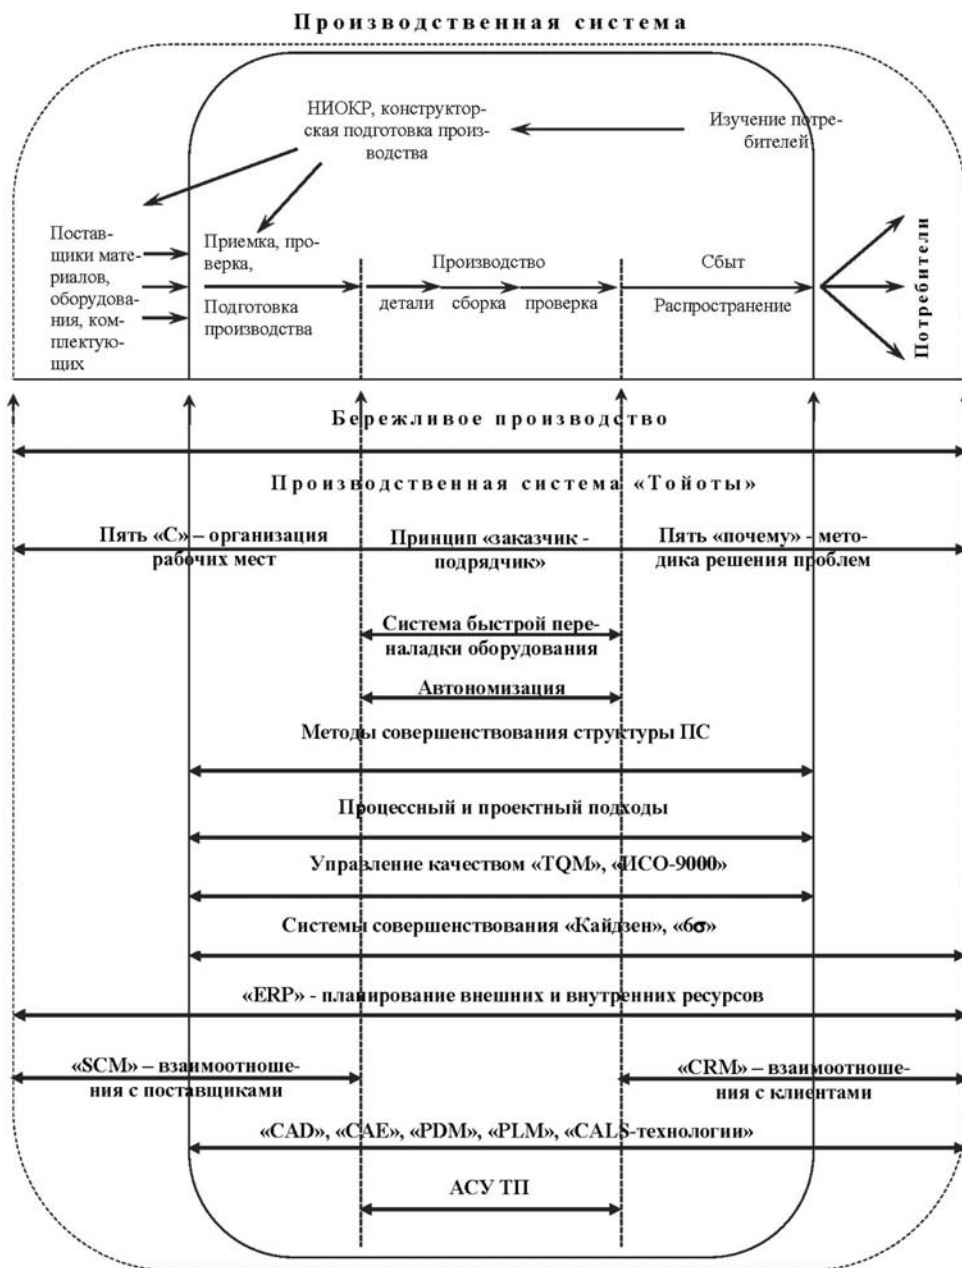 Производственная система
НИОКР, конструктор-
ская подготовка произ-
водства
Изучение потре-
бителей
Постав-
щики мате-
риалов,
оборудова-
ния, ком-
плектую-
щих
Приемка, про-
верка,
Подготовка
производства
Производство
детали сборка проверка
Сбыт
Распространение
Потребители
Бережливое производство
Производственная система «Тойоты»
Пять «С» – организация
рабочих мест
Принцип «заказчик -
подрядчик»
Пять «почему» - мето-
дика решения проблем
Система быстрой пере-
наладки оборудования
Автономизация
Методы совершенствования структуры ПС
Процессный и проектный подходы
Управление качеством «TQM», «ИСО-9000»
Системы совершенствования «Кайдзен», «6σ»
«ERP» - планирование внешних и внутренних ресурсов
«SCM» – взаимоотноше-
ния с поставщиками
«CRM» – взаимоотноше-
ния с клиентами
«CAD», «CAE», «PDM», «PLM», «CALS-технологии»
АСУ ТП